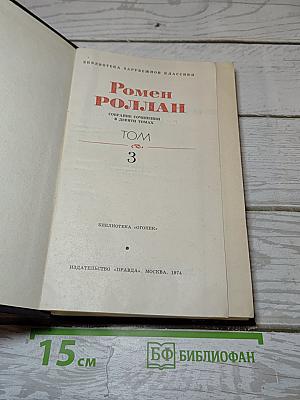 БИБЛИОТЕКА ЗАРУБЕЖНОЙ КЛАССИКИ
Ромен
РОЛЛАН
СОБРАНИЕ СОЧИНЕНИЙ
В ДЕВЯТИ ТОМАХ
ТОМ
3
БИБЛИОТЕКА «ОГОНЕК»
ИЗДАТЕЛЬСТВО «ПРАВДА», МОСКВА, 1974
15 см
БФ БИБЛИОФАН